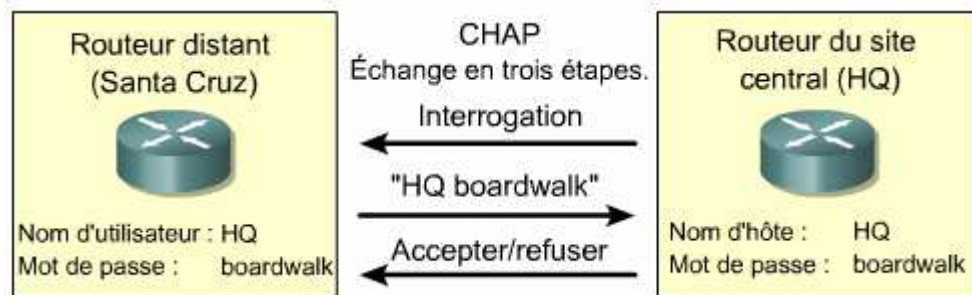 Routeur distant
(Santa Cruz)
Nom d'utilisateur : HQ
Mot de passe : boardwalk
CHAP
Échange en trois étapes.
Interrogation
"HQ boardwalk"
Accepter/refuser
Routeur du site
central (HQ)
Nom d'hôte : HQ
Mot de passe : boardwalk